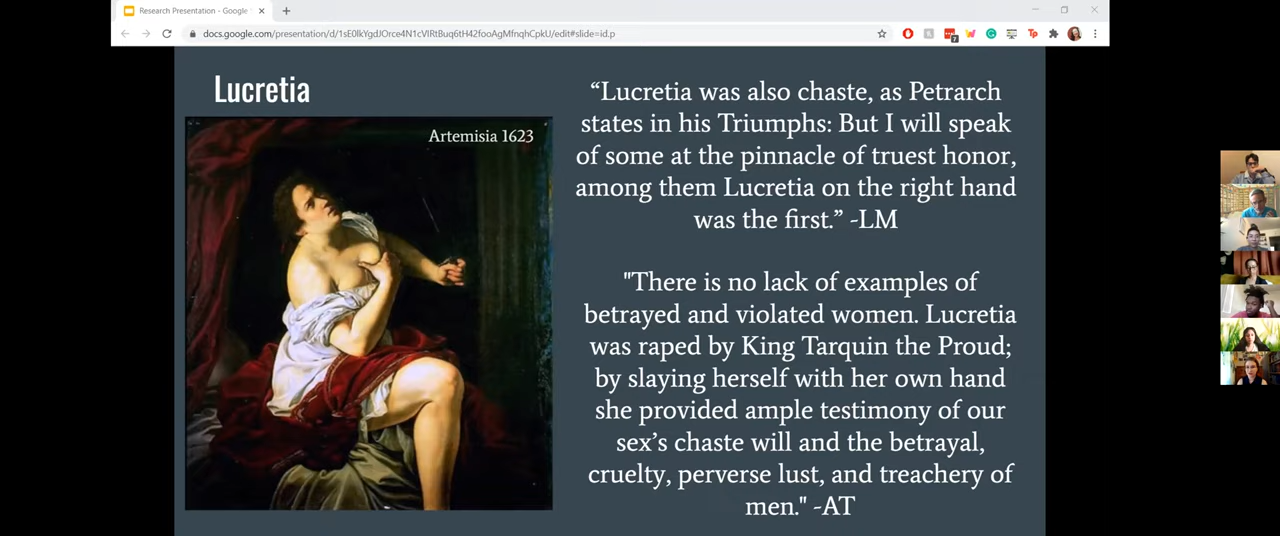 Research Presentation - Google
docs.google.com/presentation/d/1sE0lkYgdJOrce4N1cVIRtBuq6tH42fooAgMfnqhCpkU/edit#slide=id.p
7
Tp
Lucretia
Artemisia 1623
“Lucretia was also chaste, as Petrarch
states in his Triumphs: But I will speak
of some at the pinnacle of truest honor,
among them Lucretia on the right hand
was the first.” -LM
"There is no lack of examples of
betrayed and violated women. Lucretia
was raped by King Tarquin the Proud;
by slaying herself with her own hand
she provided ample testimony of our
sex’s chaste will and the betrayal,
cruelty, perverse lust, and treachery of
men." -AT